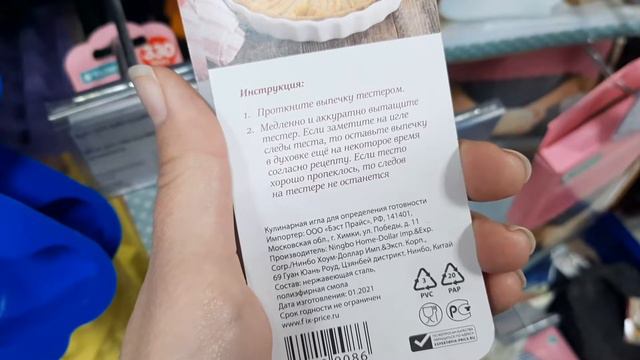 330
Инструкция:
1. Проткните выпечку тестером.
2. Медленно и аккуратно вытащите
тестер. Если заметите на игле
следы теста, то оставьте выпечку
в духовке ещё на некоторое время
согласно рецепту. Если тесто
хорошо пропеклось, то следов
на тестере не останется
Кулинарная игла для определения готовности
Импортер: ООО «Бэст Прайс», РФ, 141401,
Московская обл., г. Химки, ул. Победы, д. 11
Производитель: Ningbo Home-Dollar Imp.&Exp.
Corp./Нинбо Хоум-Доллар Имп.&Эксп. Корп.,
69 Гуан Юань Роуд, Цзянбей дистрикт, Нинбо, Китай
Состав: нержавеющая сталь,
полиэфирная смола
Дата изготовления: 01.2021
Срок годности не ограничен
www.fix-price.ru
3
PVC
20
PAP